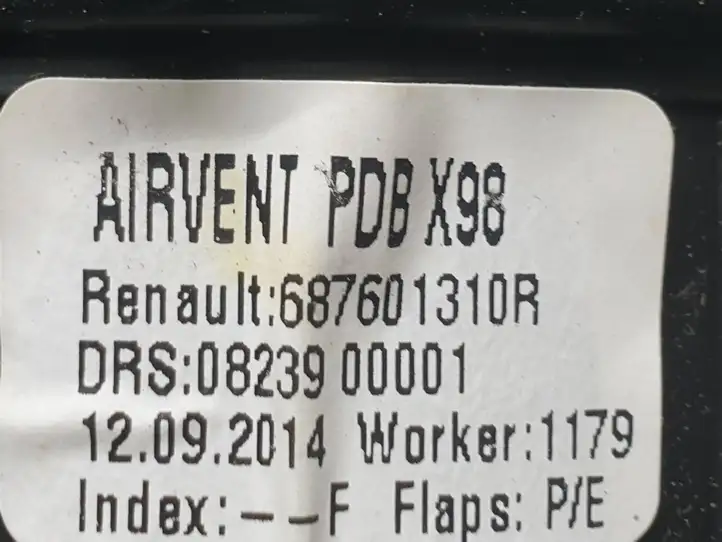 AIRVENT PDB X98
Renault:687601310R
DRS:08239 00001
12.09.2014 Worker:1179
Index:--F Flaps: P/E